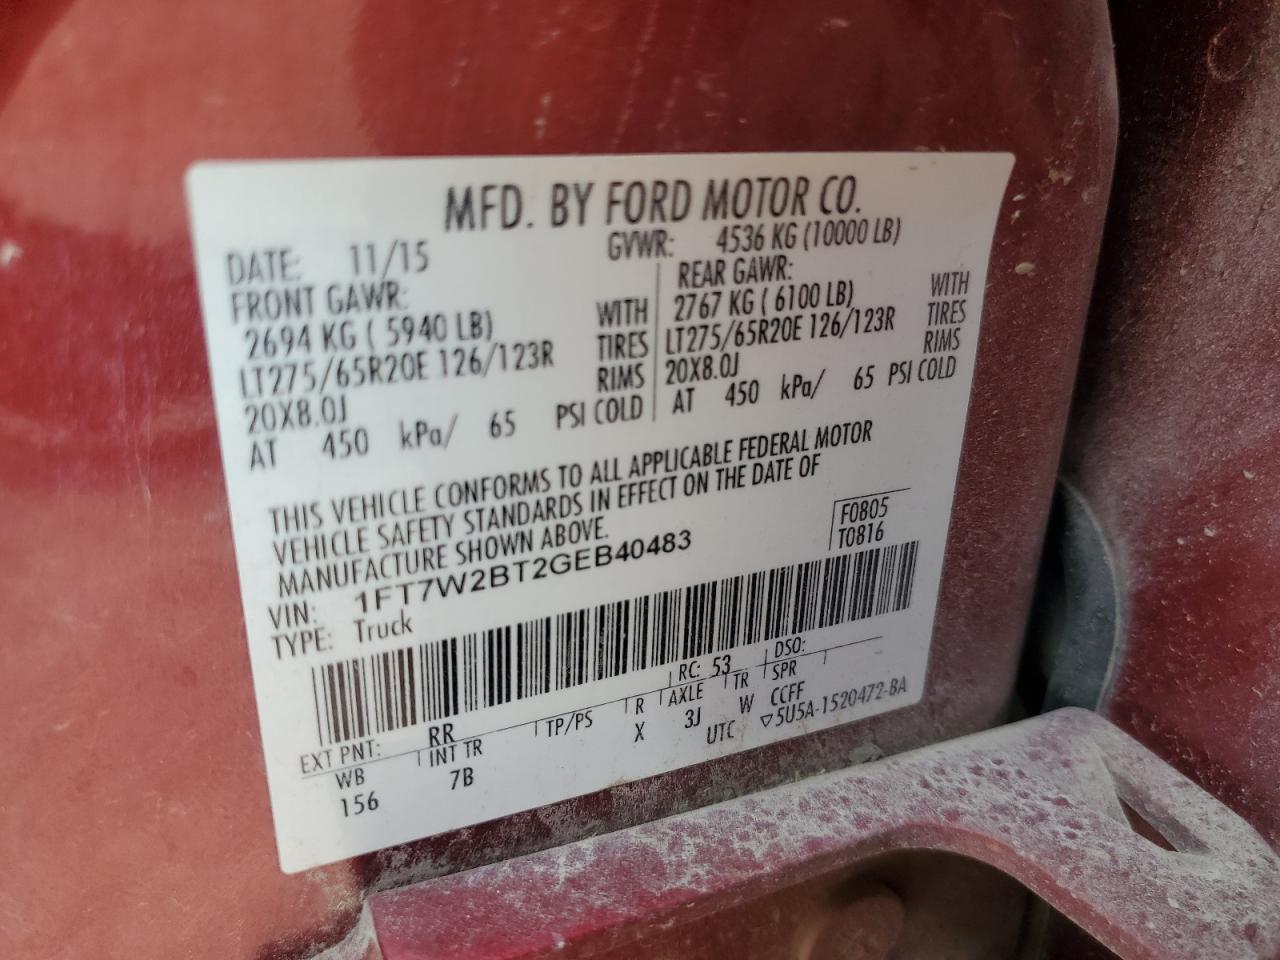 MFD. BY FORD MOTOR CO.
DATE: 11/15 GVWR: 4536 KG (10000 LB)
FRONT GAWR: REAR GAWR:
2694 KG ( 5940 LB) WITH 2767 KG ( 6100 LB) WITH
LT275/65R20E 126/123R TIRES LT275/65R20E 126/123R TIRES
20X8.0J RIMS 20X8.0J RIMS
AT 450 kPa/ 65 PSI COLD AT 450 kPa/ 65 PSI COLD
THIS VEHICLE CONFORMS TO ALL APPLICABLE FEDERAL MOTOR
VEHICLE SAFETY STANDARDS IN EFFECT ON THE DATE OF
MANUFACTURE SHOWN ABOVE.
F0805
T0816
VIN: 1FT7W2BT2GEB40483
TYPE: Truck
EXT PNT: RR RC: 53 DSO:
WB INT TR TP/PS R AXLE TR SPR
156 7B X 3J W CCFF
UTC ▽5U5A-1520472-BA